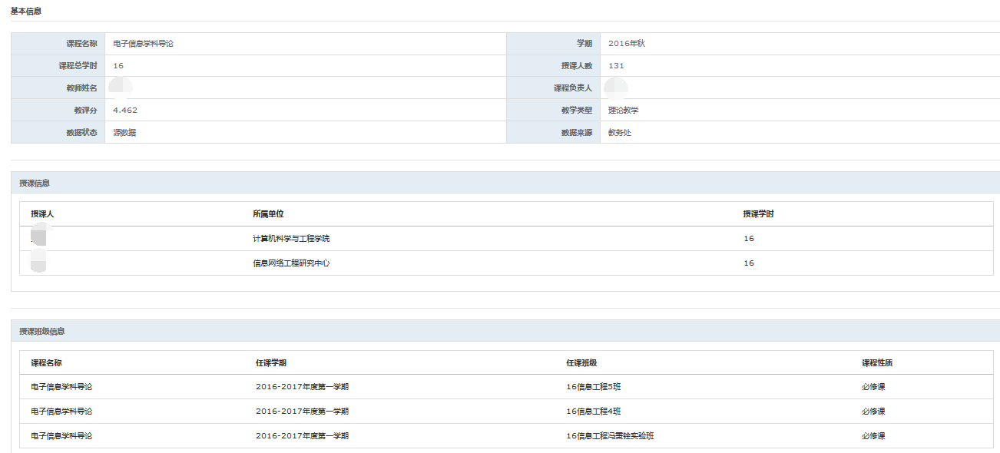 基本信息
课程名称 电子信息学科导论 学期 2016年秋
课程总学时 16 授课人数 131
教师姓名 课程负责人
教评分 4.462 教学类型 理论教学
数据状态 源数据 数据来源 教务处
授课信息
授课人 所属单位 授课学时
计算机科学与工程学院 16
信息网络工程研究中心 16
授课班级信息
课程名称 任课学期 任课班级 课程性质
电子信息学科导论 2016-2017年度第一学期 16信息工程5班 必修课
电子信息学科导论 2016-2017年度第一学期 16信息工程4班 必修课
电子信息学科导论 2016-2017年度第一学期 16信息工程冯秉铨实验班 必修课